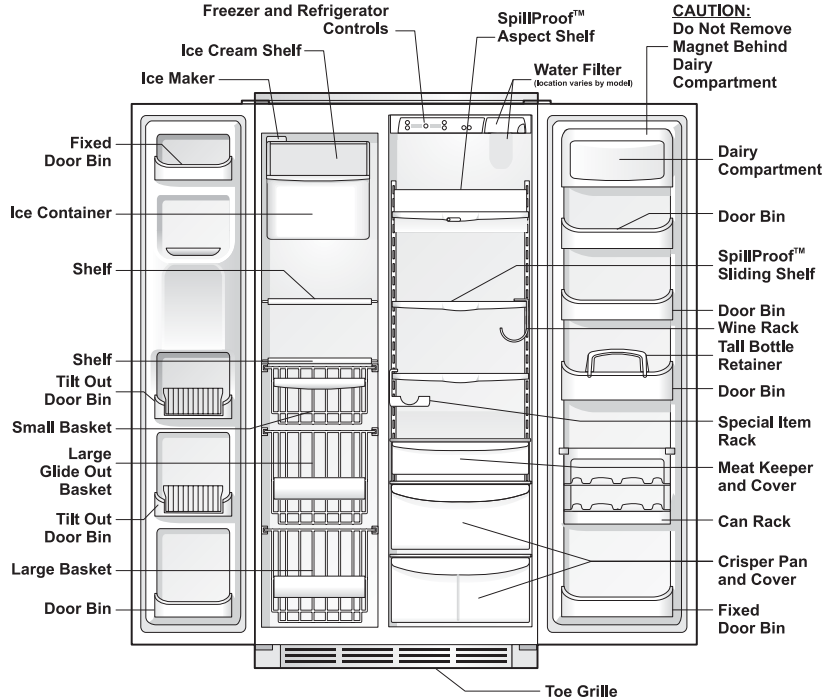 Freezer and Refrigerator
Controls
Ice Cream Shelf
Ice Maker
SpillProof™
Aspect Shelf
Water Filter
(location varies by model)
CAUTION:
Do Not Remove
Magnet Behind
Dairy
Compartment
Fixed
Door Bin
Ice Container
Shelf
Shelf
Tilt Out
Door Bin
Small Basket
Large
Glide Out
Basket
Tilt Out
Door Bin
Large Basket
Door Bin
Dairy
Compartment
Door Bin
SpillProof™
Sliding Shelf
Door Bin
Wine Rack
Tall Bottle
Retainer
Door Bin
Special Item
Rack
Meat Keeper
and Cover
Can Rack
Crisper Pan
and Cover
Fixed
Door Bin
Toe Grille